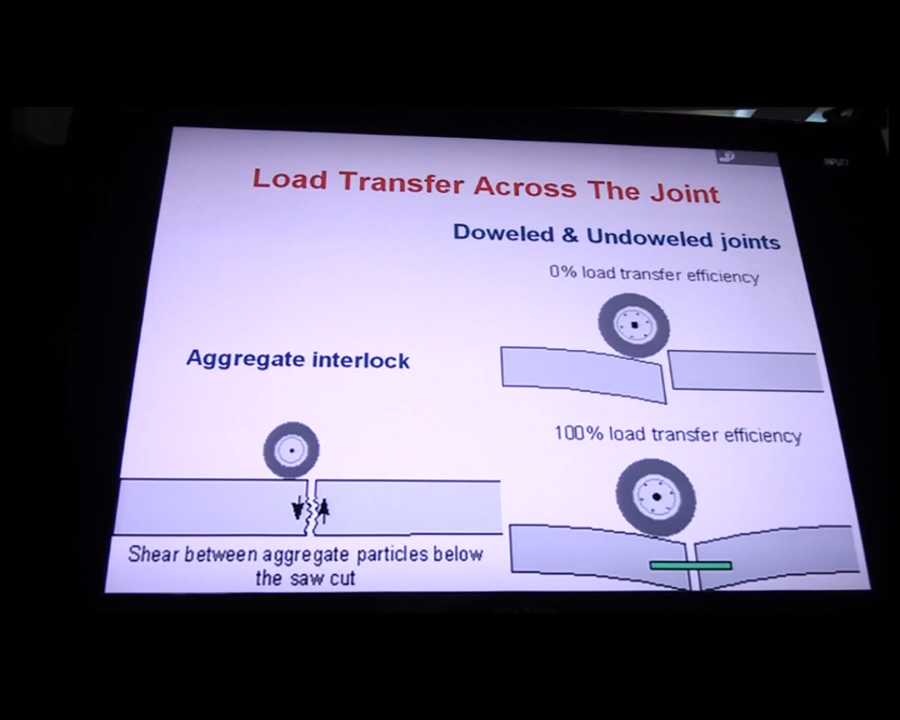 Load Transfer Across The Joint
Doweled & Undoweled joints
0% load transfer efficiency
Aggregate interlock
100% load transfer efficiency
Shear between aggregate particles below
the saw cut